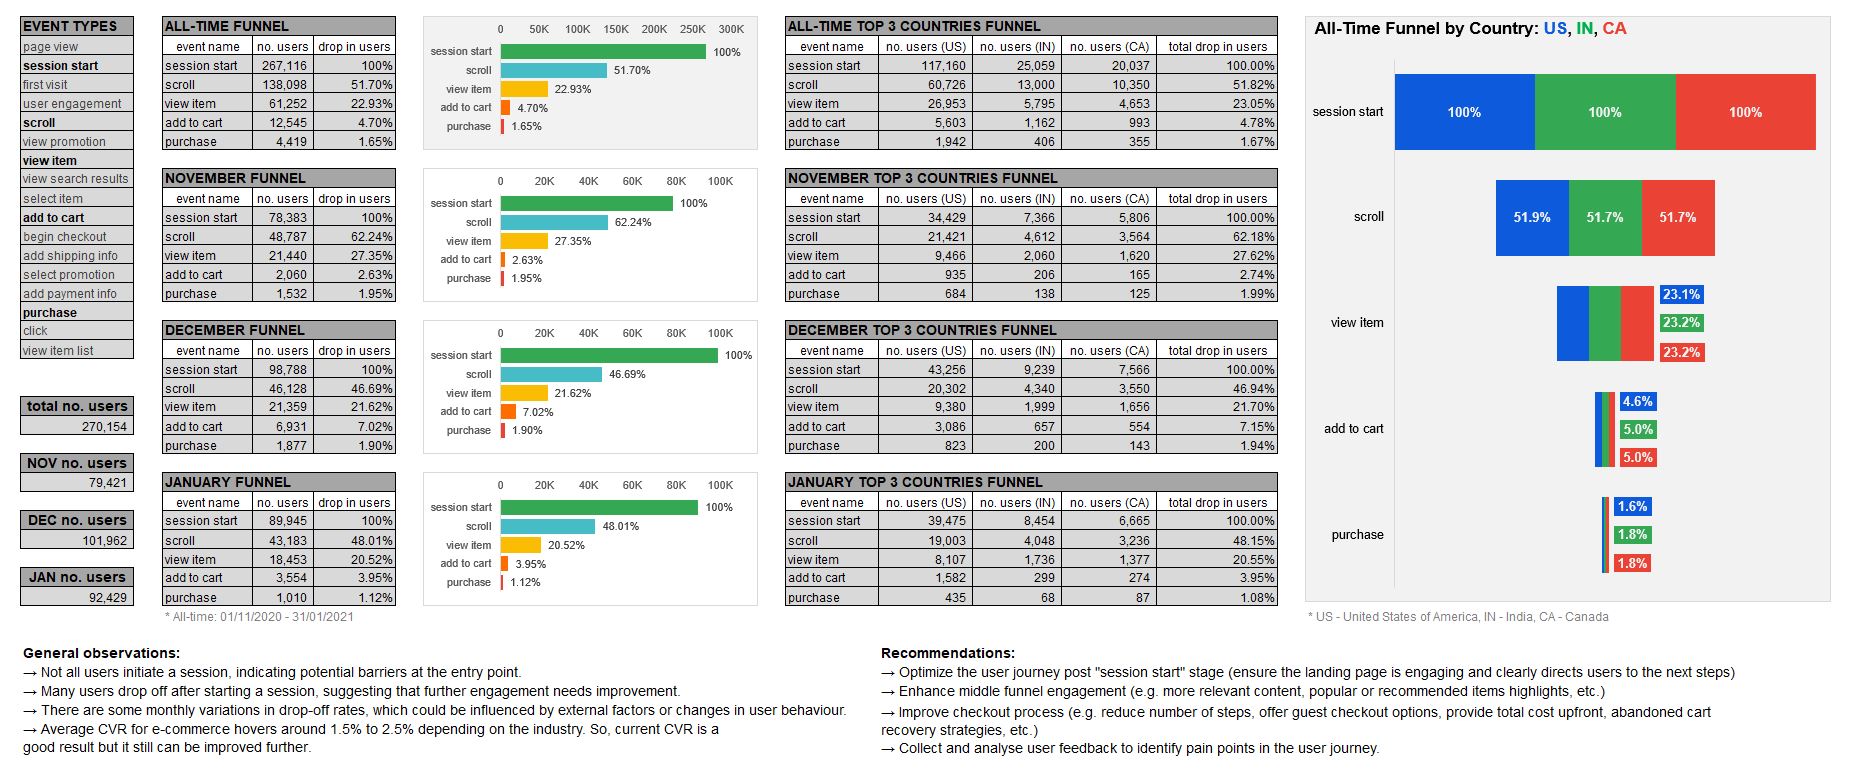 EVENT TYPES
page view
session start
first visit
user engagement
scroll
view promotion
view item
view search results
select item
add to cart
begin checkout
add shipping info
select promotion
add payment info
purchase
click
view item list
total no. users
270,154
NOV no. users
79,421
DEC no. users
101,962
JAN no. users
92,429
ALL-TIME FUNNEL
event name no. users drop in users
session start 267,116 100%
scroll 138,098 51.70%
view item 61,252 22.93%
add to cart 12,545 4.70%
purchase 4,419 1.65%
NOVEMBER FUNNEL
event name no. users drop in users
session start 78,383 100%
scroll 48,787 62.24%
view item 21,440 27.35%
add to cart 2,060 2.63%
purchase 1,532 1.95%
DECEMBER FUNNEL
event name no. users drop in users
session start 98,788 100%
scroll 46,128 46.69%
view item 21,359 21.62%
add to cart 6,931 7.02%
purchase 1,877 1.90%
JANUARY FUNNEL
event name no. users drop in users
session start 89,945 100%
scroll 43,183 48.01%
view item 18,453 20.52%
add to cart 3,554 3.95%
purchase 1,010 1.12%
* All-time: 01/11/2020 - 31/01/2021
0 50K 100K 150K 200K 250K 300K
session start 100%
scroll 51.70%
view item 22.93%
add to cart 4.70%
purchase 1.65%
0 20K 40K 60K 80K 100K
session start 100%
scroll 62.24%
view item 27.35%
add to cart 2.63%
purchase 1.95%
0 20K 40K 60K 80K 100K
session start 100%
scroll 46.69%
view item 21.62%
add to cart 7.02%
purchase 1.90%
0 20K 40K 60K 80K 100K
session start 100%
scroll 48.01%
view item 20.52%
add to cart 3.95%
purchase 1.12%
ALL-TIME TOP 3 COUNTRIES FUNNEL
event name no. users (US) no. users (IN) no. users (CA) total drop in users
session start 117,160 25,059 20,037 100.00%
scroll 60,726 13,000 10,350 51.82%
view item 26,953 5,795 4,653 23.05%
add to cart 5,603 1,162 993 4.78%
purchase 1,942 406 355 1.67%
NOVEMBER TOP 3 COUNTRIES FUNNEL
event name no. users (US) no. users (IN) no. users (CA) total drop in users
session start 34,429 7,366 5,806 100.00%
scroll 21,421 4,612 3,564 62.18%
view item 9,466 2,060 1,620 27.62%
add to cart 935 206 165 2.74%
purchase 684 138 125 1.99%
DECEMBER TOP 3 COUNTRIES FUNNEL
event name no. users (US) no. users (IN) no. users (CA) total drop in users
session start 43,256 9,239 7,566 100.00%
scroll 20,302 4,340 3,550 46.94%
view item 9,380 1,999 1,656 21.70%
add to cart 3,086 657 554 7.15%
purchase 823 200 143 1.94%
JANUARY TOP 3 COUNTRIES FUNNEL
event name no. users (US) no. users (IN) no. users (CA) total drop in users
session start 39,475 8,454 6,665 100.00%
scroll 19,003 4,048 3,236 48.15%
view item 8,107 1,736 1,377 20.55%
add to cart 1,582 299 274 3.95%
purchase 435 68 87 1.08%
All-Time Funnel by Country: US, IN, CA
session start 100% 100% 100%
scroll 51.9% 51.7% 51.7%
view item
23.1%
23.2%
23.2%
add to cart
4.6%
5.0%
5.0%
purchase
1.6%
1.8%
1.8%
* US - United States of America, IN - India, CA - Canada
General observations:
→ Not all users initiate a session, indicating potential barriers at the entry point.
→ Many users drop off after starting a session, suggesting that further engagement needs improvement.
→ There are some monthly variations in drop-off rates, which could be influenced by external factors or changes in user behaviour.
→ Average CVR for e-commerce hovers around 1.5% to 2.5% depending on the industry. So, current CVR is a
good result but it still can be improved further.
Recommendations:
→ Optimize the user journey post "session start" stage (ensure the landing page is engaging and clearly directs users to the next steps)
→ Enhance middle funnel engagement (e.g. more relevant content, popular or recommended items highlights, etc.)
→ Improve checkout process (e.g. reduce number of steps, offer guest checkout options, provide total cost upfront, abandoned cart
recovery strategies, etc.)
→ Collect and analyse user feedback to identify pain points in the user journey.